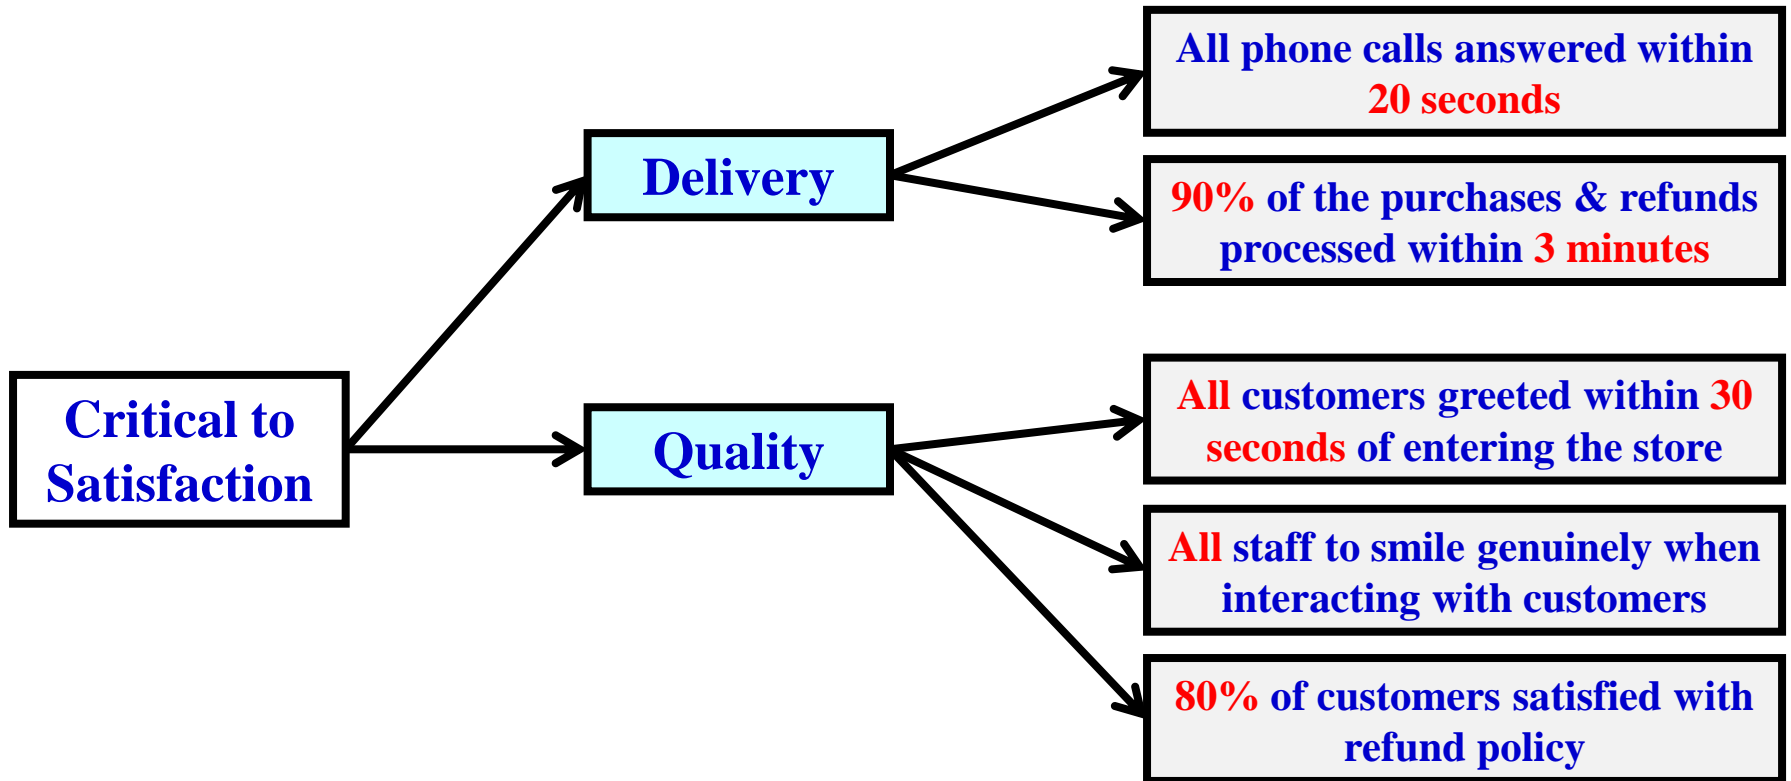 All phone calls answered within
20 seconds
Delivery
90% of the purchases & refunds
processed within 3 minutes
Critical to
Satisfaction
Quality
All customers greeted within 30
seconds of entering the store
All staff to smile genuinely when
interacting with customers
80% of customers satisfied with
refund policy